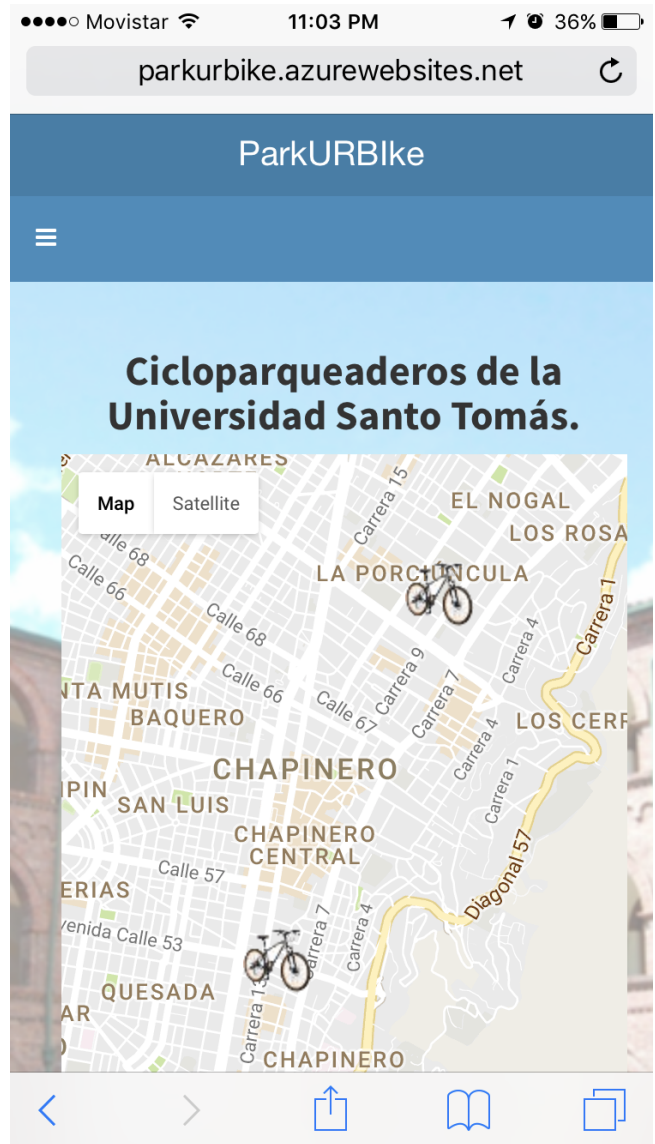 Movistar 11:03 PM 36%
parkurbike.azurewebsites.net
ParkURBIke
Cicloparqueaderos de la
Universidad Santo Tomás.
ALCAZARES
Map Satellite
Carrera 15
EL NOGAL
LOS ROSA
Calle 68
Calle 66
LA PORCIUNCULA
Carrera 1
Calle 68
Carrera 4
Carrera 9
NTA MUTIS
Calle 66
Carrera 7
BAQUERO
Calle 67
LOS CERR
Carrera 4
CHAPINERO
Carrera 1
IPIN
SAN LUIS
CHAPINERO
CENTRAL
Calle 57
Diagonal 57
ERIAS
venida Calle 53
Carrera 7
Carrera 4
QUESADA
AR
Carrera 13
CHAPINERO